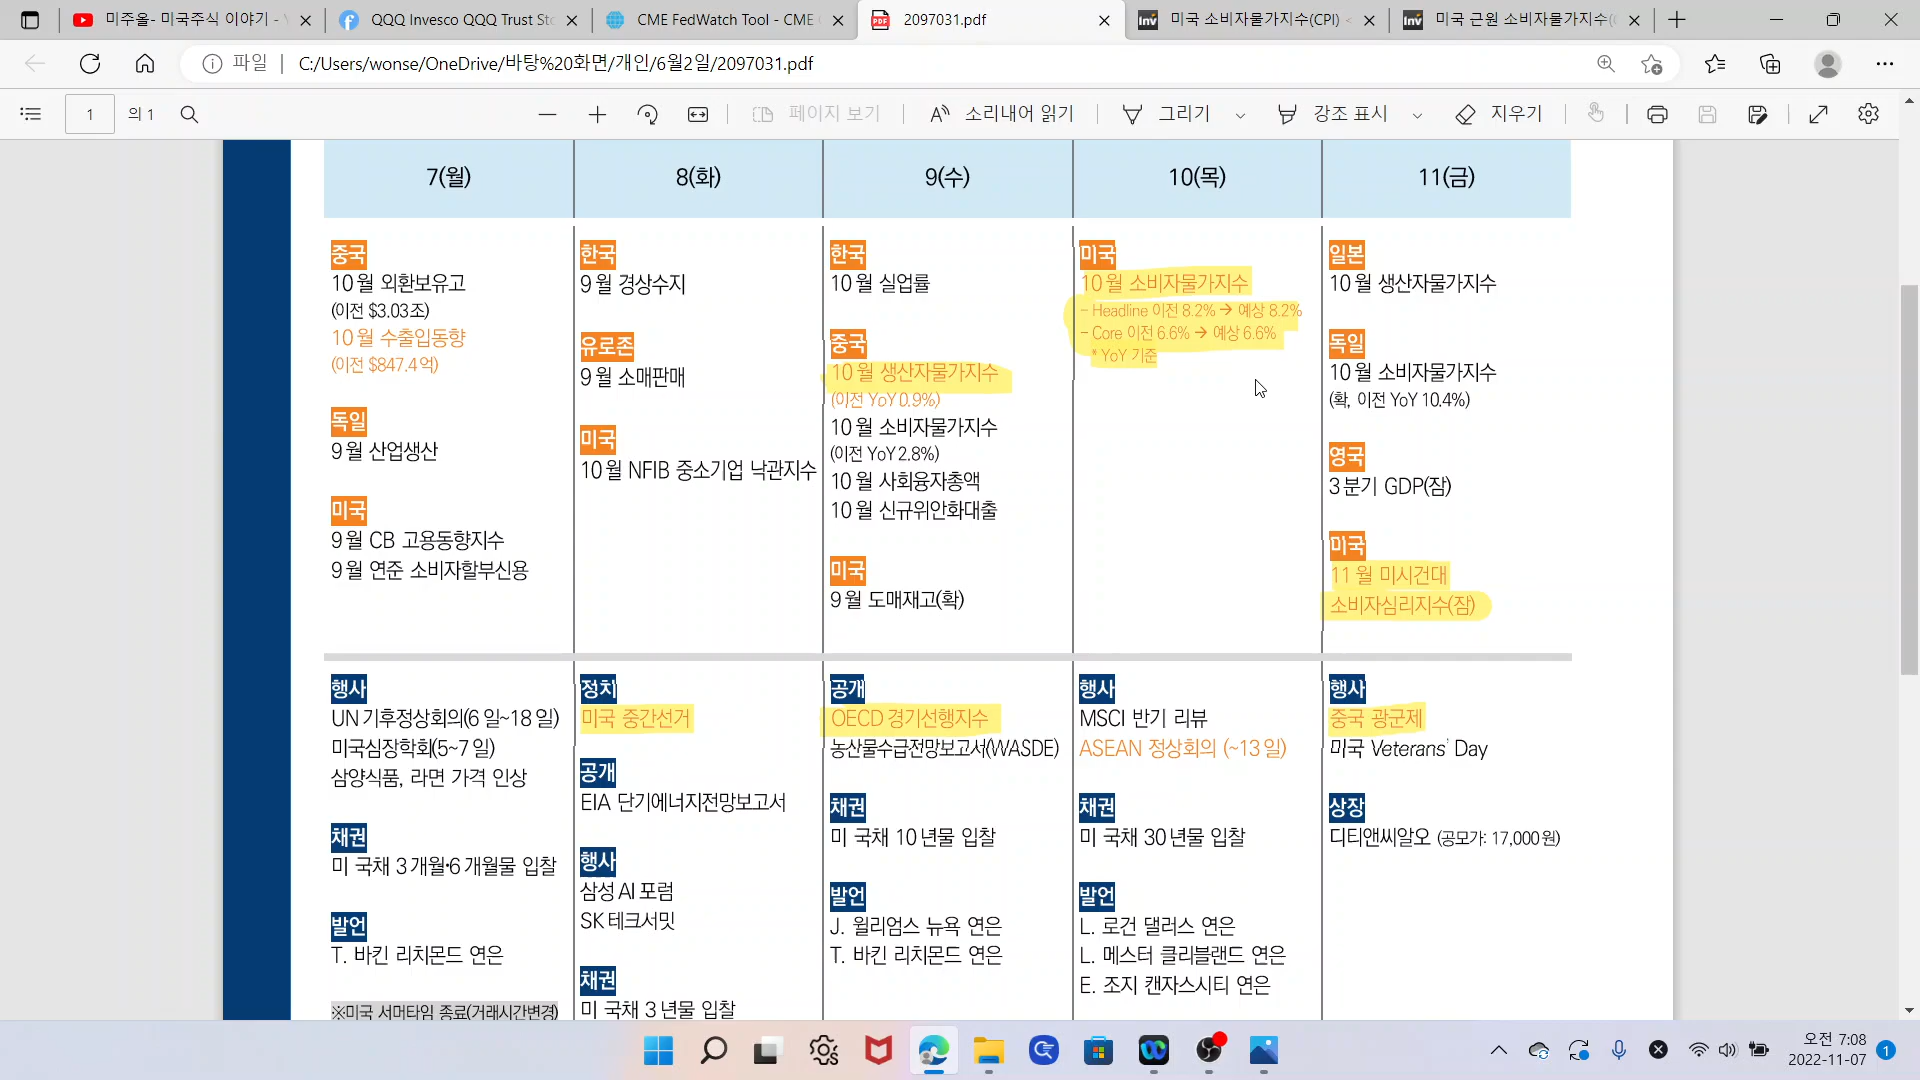 미주올- 미국주식 이야기 -
QQQ Invesco QQQ Trust Sto
CME FedWatch Tool - CME
2097031.pdf
미국 소비자물가지수(CPI)
미국 근원 소비자물가지수(
파일
C:/Users/wonse/OneDrive/바탕%20화면/개인/6월2일/2097031.pdf
1
의 1
페이지 보기
소리내어 읽기
그리기
강조 표시
지우기
7(월)
8(화)
9(수)
10(목)
11(금)
중국
10월 외환보유고
(이전 $3.03조)
10월 수출입동향
(이전 $847.4억)
독일
9월 산업생산
미국
9월 CB 고용동향지수
9월 연준 소비자할부신용
한국
9월 경상수지
유로존
9월 소매판매
미국
10월 NFIB 중소기업 낙관지수
한국
10월 실업률
중국
10월 생산자물가지수
(이전 YoY 0.9%)
10월 소비자물가지수
(이전 YoY 2.8%)
10월 사회융자총액
10월 신규위안화대출
미국
9월 도매재고(확)
미국
10월 소비자물가지수
- Headline 이전 8.2% → 예상 8.2%
- Core 이전 6.6% → 예상 6.6%
* YoY 기준
일본
10월 생산자물가지수
독일
10월 소비자물가지수
(확, 이전 YoY 10.4%)
영국
3분기 GDP(잠)
미국
11월 미시건대
소비자심리지수(잠)
행사
UN 기후정상회의(6일~18일)
미국심장학회(5~7일)
삼양식품, 라면 가격 인상
채권
미 국채 3개월·6개월물 입찰
발언
T. 바킨 리치몬드 연은
※미국 서머타임 종료(거래시간변경)
정치
미국 중간선거
공개
EIA 단기에너지전망보고서
행사
삼성 AI 포럼
SK 테크서밋
채권
미 국채 3년물 입찰
공개
OECD 경기선행지수
농산물수급전망보고서(WASDE)
채권
미 국채 10년물 입찰
발언
J. 윌리엄스 뉴욕 연은
T. 바킨 리치몬드 연은
행사
MSCI 반기 리뷰
ASEAN 정상회의 (~13일)
채권
미 국채 30년물 입찰
발언
L. 로건 댈러스 연은
L. 메스터 클리블랜드 연은
E. 조지 캔자스시티 연은
행사
중국 광군제
미국 Veterans' Day
상장
디티앤씨알오 (공모가: 17,000원)
오전 7:08
2022-11-07
1